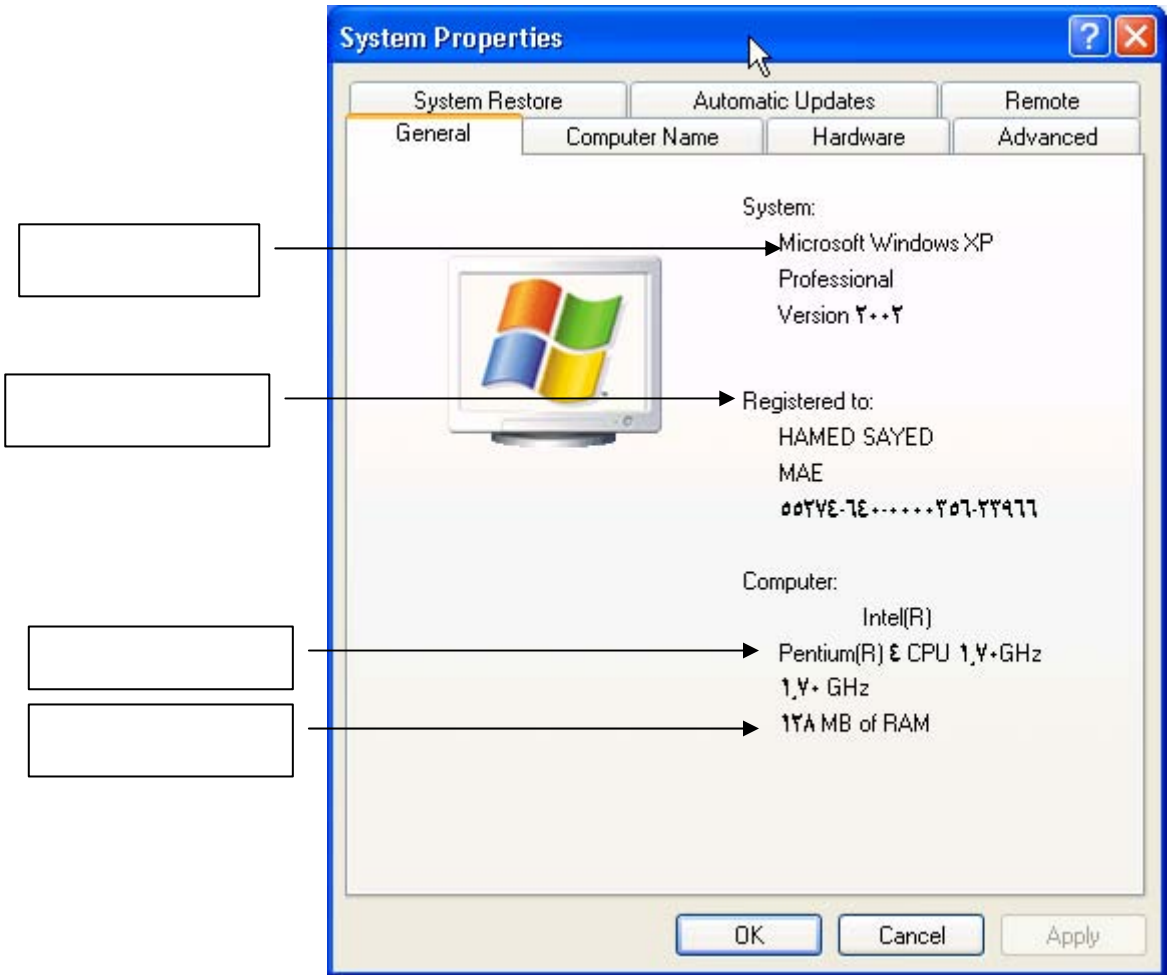 System Properties
System Restore Automatic Updates Remote
General Computer Name Hardware Advanced
System:
Microsoft Windows XP
Professional
Version ٢٠٠٢
Registered to:
HAMED SAYED
MAE
٥٥٢٧٤-٦٤٠-٠٠٠٠٣٥٦-٢٣٩٦٦
Computer:
Intel(R)
Pentium(R) ٤ CPU ١,٧٠GHz
١,٧٠ GHz
١٢٨ MB of RAM
OK Cancel Apply